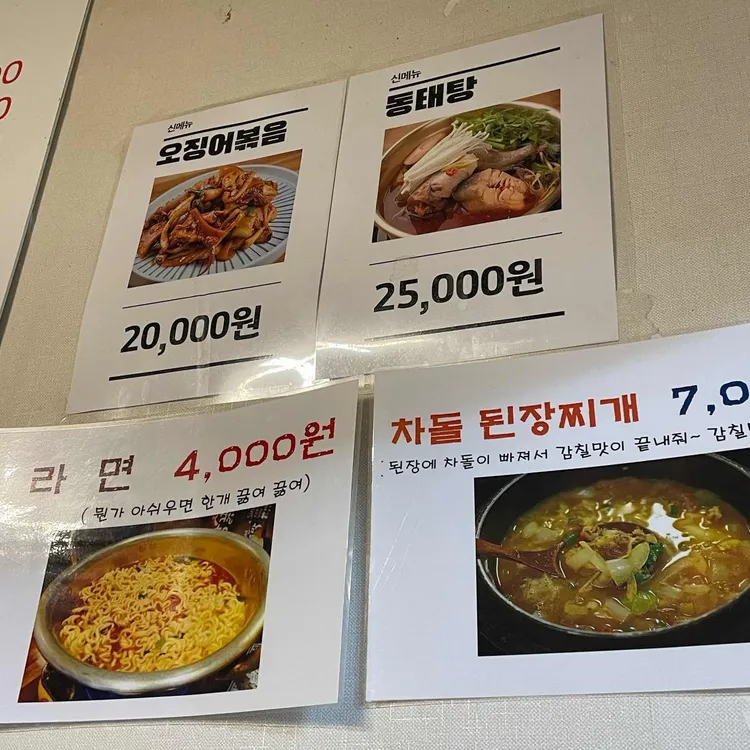 신메뉴
오징어볶음
20,000원
신메뉴
동태탕
25,000원
라면 4,000원
(뭔가 아쉬우면 한개 끓여 끓여)
차돌 된장찌개 7,0
된장에 차돌이 빠져서 감칠맛이 끝내줘~ 감칠